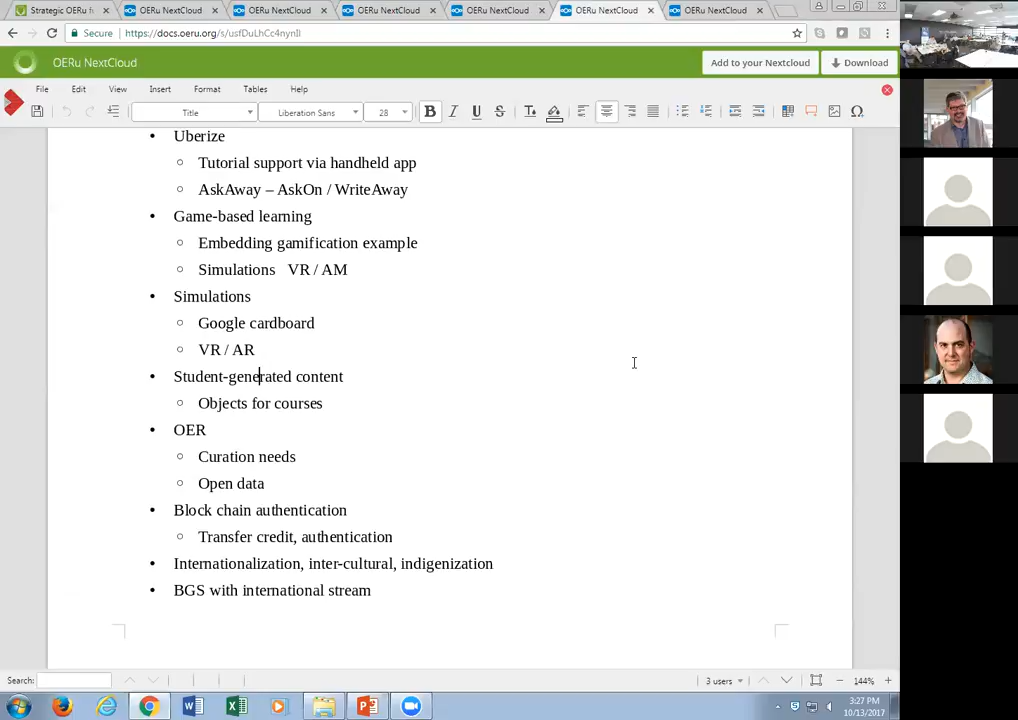 Strategic OERu fu
OERu NextCloud
OERu NextCloud
OERu NextCloud
OERu NextCloud
OERu NextCloud
OERu NextCloud
Secure
https://docs.oeru.org/s/usfDuLhCc4nynII
OERu NextCloud
Add to your Nextcloud
Download
File Edit View Insert Format Tables Help
Title
Liberation Sans
28
• Uberize
○ Tutorial support via handheld app
○ AskAway – AskOn / WriteAway
• Game-based learning
○ Embedding gamification example
○ Simulations VR / AM
• Simulations
○ Google cardboard
○ VR / AR
• Student-generated content
○ Objects for courses
• OER
○ Curation needs
○ Open data
• Block chain authentication
○ Transfer credit, authentication
• Internationalization, inter-cultural, indigenization
• BGS with international stream
Search:
3 users
144%
3:27 PM
10/13/2017